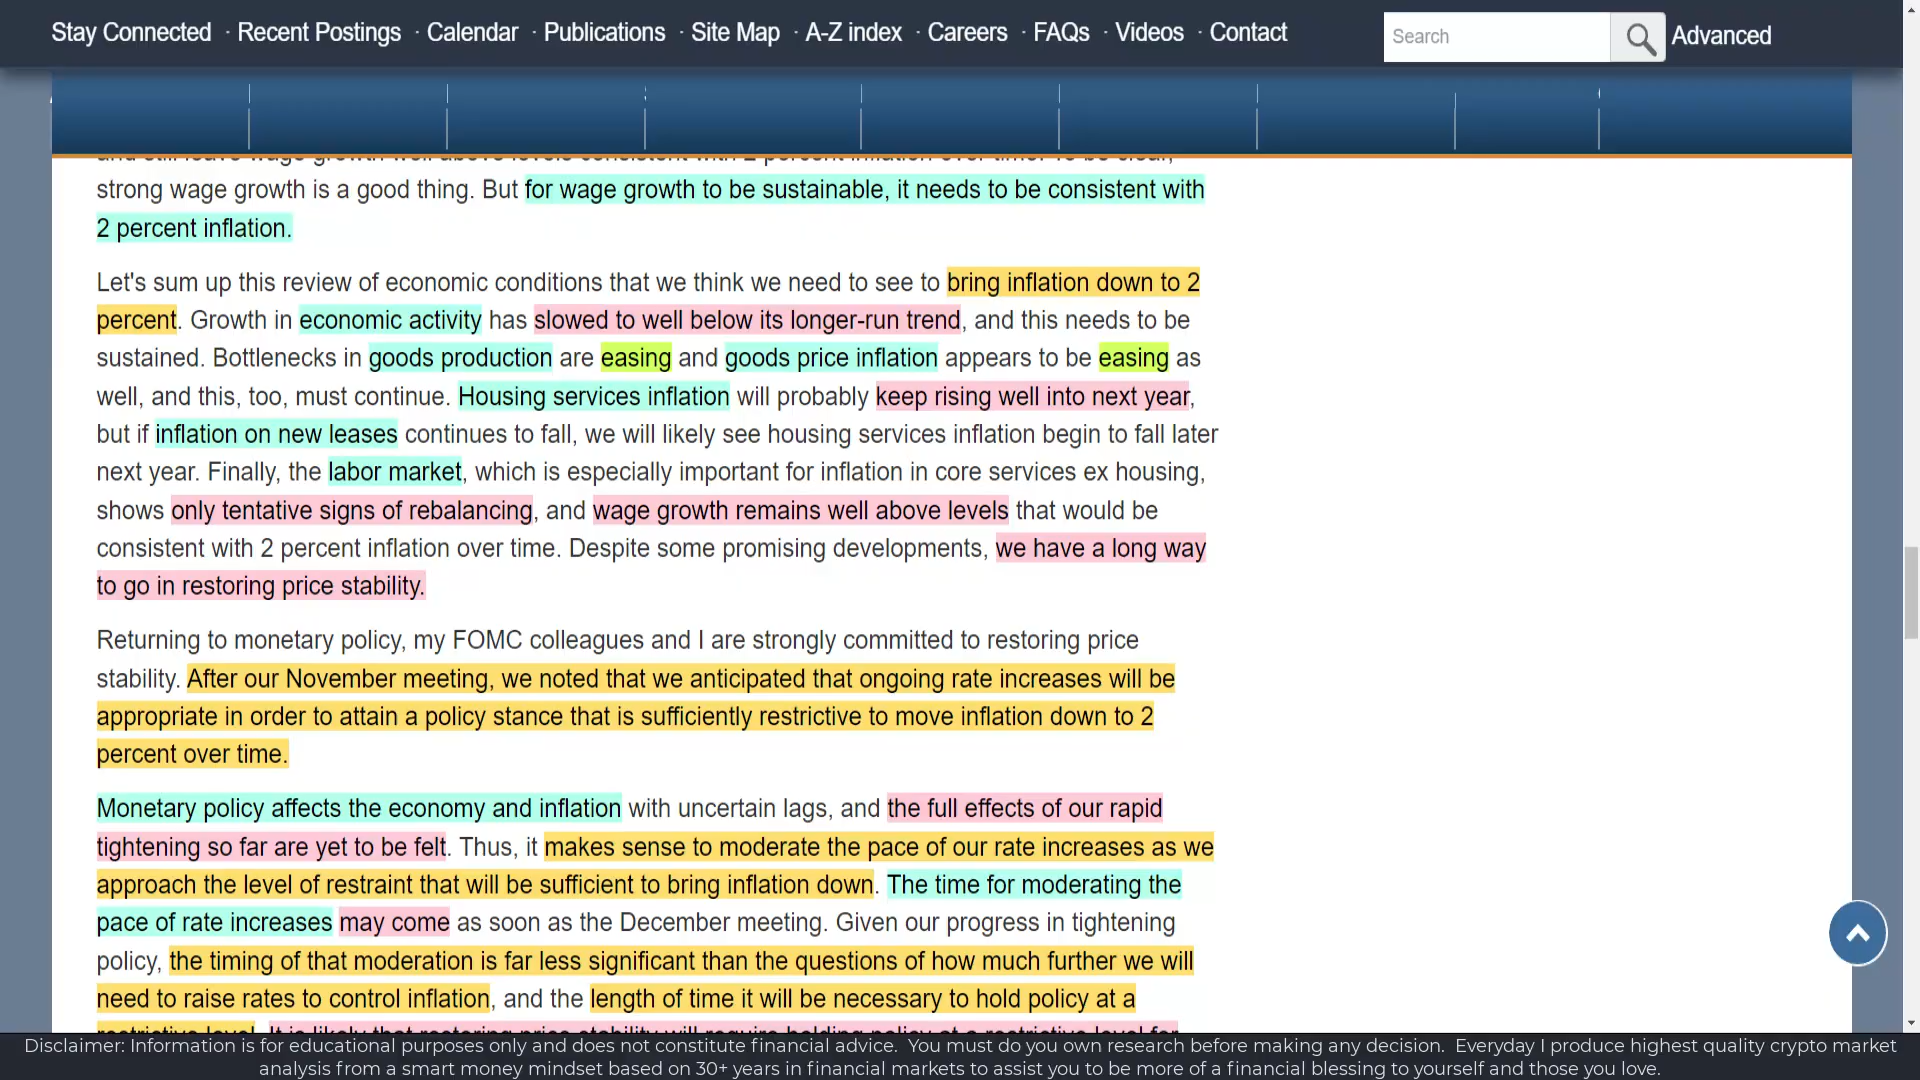 Stay Connected · Recent Postings · Calendar · Publications · Site Map · A-Z index · Careers · FAQs · Videos · Contact
Search
Advanced
strong wage growth is a good thing. But for wage growth to be sustainable, it needs to be consistent with
2 percent inflation.
Let's sum up this review of economic conditions that we think we need to see to bring inflation down to 2
percent. Growth in economic activity has slowed to well below its longer-run trend, and this needs to be
sustained. Bottlenecks in goods production are easing and goods price inflation appears to be easing as
well, and this, too, must continue. Housing services inflation will probably keep rising well into next year,
but if inflation on new leases continues to fall, we will likely see housing services inflation begin to fall later
next year. Finally, the labor market, which is especially important for inflation in core services ex housing,
shows only tentative signs of rebalancing, and wage growth remains well above levels that would be
consistent with 2 percent inflation over time. Despite some promising developments, we have a long way
to go in restoring price stability.
Returning to monetary policy, my FOMC colleagues and I are strongly committed to restoring price
stability. After our November meeting, we noted that we anticipated that ongoing rate increases will be
appropriate in order to attain a policy stance that is sufficiently restrictive to move inflation down to 2
percent over time.
Monetary policy affects the economy and inflation with uncertain lags, and the full effects of our rapid
tightening so far are yet to be felt. Thus, it makes sense to moderate the pace of our rate increases as we
approach the level of restraint that will be sufficient to bring inflation down. The time for moderating the
pace of rate increases may come as soon as the December meeting. Given our progress in tightening
policy, the timing of that moderation is far less significant than the questions of how much further we will
need to raise rates to control inflation, and the length of time it will be necessary to hold policy at a
restrictive level. It is likely that restoring price stability will require holding policy at a restrictive level for
Disclaimer: Information is for educational purposes only and does not constitute financial advice. You must do you own research before making any decision. Everyday I produce highest quality crypto market
analysis from a smart money mindset based on 30+ years in financial markets to assist you to be more of a financial blessing to yourself and those you love.